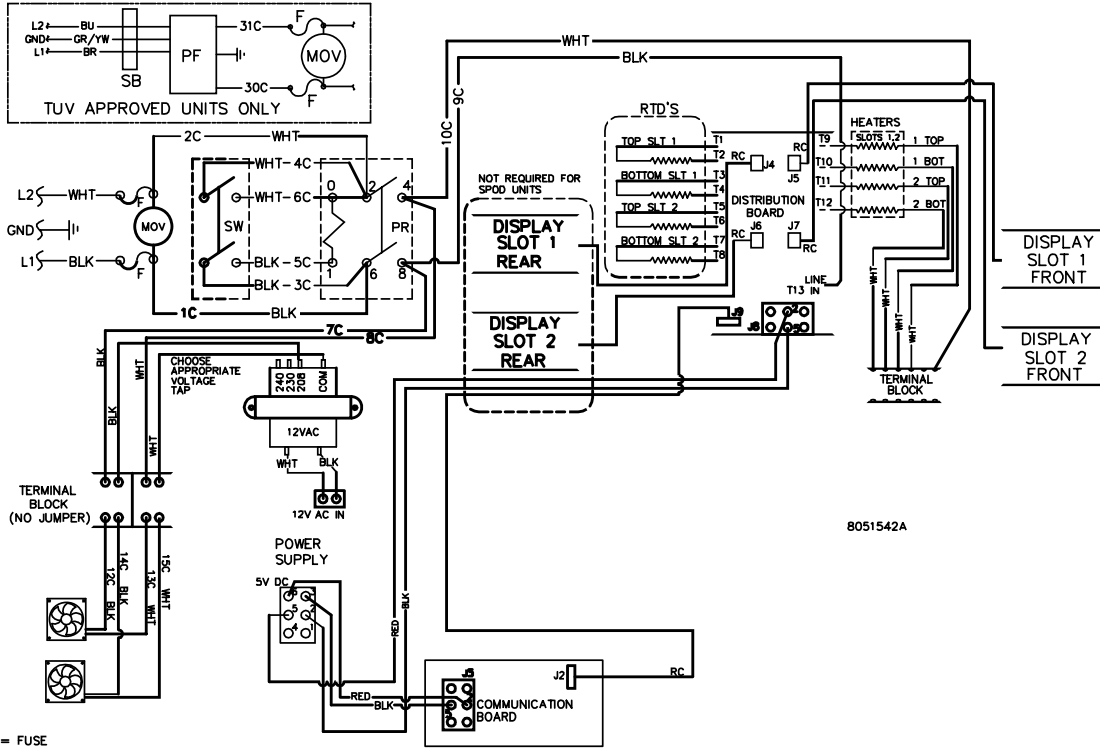 L2
BU
GND
GR/YW
L1
BR
SB
PF
31C
F
MOV
30C
F
TUV APPROVED UNITS ONLY
2C
WHT
WHT-4C
L2
WHT
F
WHT-6C
0
2
4
GND
MOV
SW
PR
L1
BLK
F
BLK-5C
1
6
8
BLK-3C
1C
BLK
7C
8C
10C
9C
WHT
BLK
RTD'S
TOP SLT 1
T1
T2
BOTTOM SLT 1
T3
T4
TOP SLT 2
T5
T6
BOTTOM SLT 2
T7
T8
RC
J4
RC
J5
DISTRIBUTION
BOARD
J6
J7
RC
RC
HEATERS
SLOTS 1,2
T9
1 TOP
T10
1 BOT
T11
2 TOP
T12
2 BOT
LINE
IN
T13
WHT
WHT
WHT
WHT
TERMINAL
BLOCK
DISPLAY
SLOT 1
FRONT
DISPLAY
SLOT 2
FRONT
NOT REQUIRED FOR
SPOD UNITS
DISPLAY
SLOT 1
REAR
DISPLAY
SLOT 2
REAR
J9
J8
2
5
BLK
WHT
BLK
WHT
CHOOSE
APPROPRIATE
VOLTAGE
TAP
240
230
208
COM
12VAC
WHT
BLK
12V AC IN
TERMINAL
BLOCK
(NO JUMPER)
12C BLK
14C BLK
13C WHT
15C WHT
POWER
SUPPLY
5V DC
6
5
2
4
1
RED
BLK
RED
BLK
J5
COMMUNICATION
BOARD
J2
RC
8051542A
= FUSE